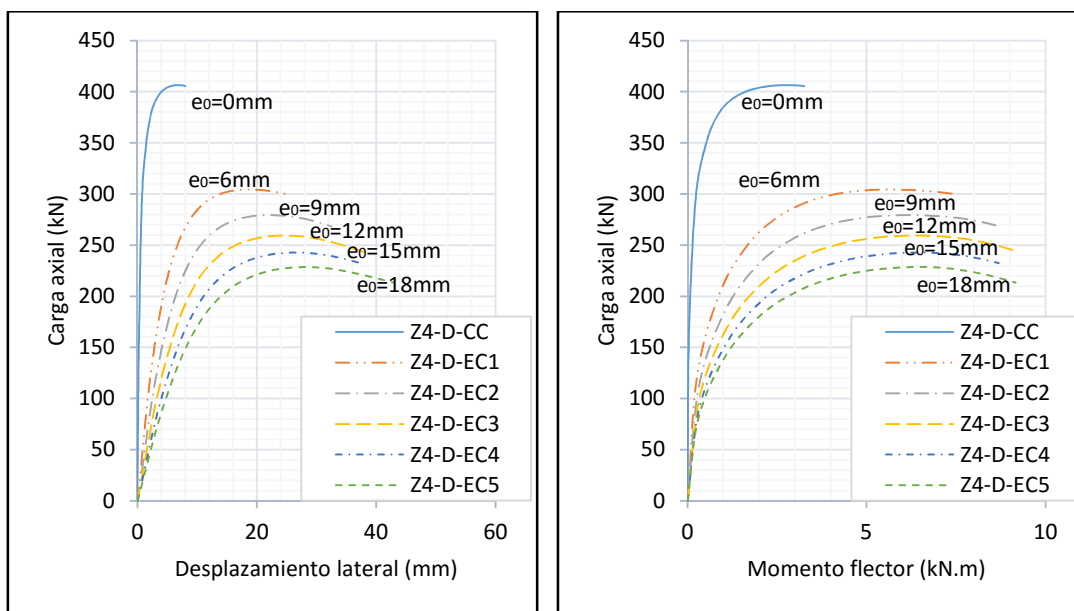 450
400
350
300
250
200
150
100
50
0
Carga axial (kN)
e₀=0mm
e₀=6mm
e₀=9mm
e₀=12mm
e₀=15mm
e₀=18mm
Z4-D-CC
Z4-D-EC1
Z4-D-EC2
Z4-D-EC3
Z4-D-EC4
Z4-D-EC5
0 20 40 60
Desplazamiento lateral (mm)
450
400
350
300
250
200
150
100
50
0
Carga axial (kN)
e₀=0mm
e₀=6mm
e₀=9mm
e₀=12mm
e₀=15mm
e₀=18mm
Z4-D-CC
Z4-D-EC1
Z4-D-EC2
Z4-D-EC3
Z4-D-EC4
Z4-D-EC5
0 5 10
Momento flector (kN.m)